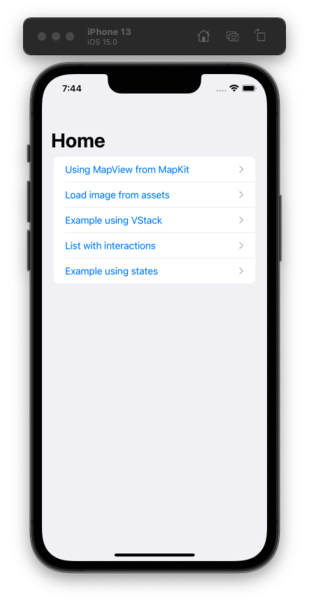 iPhone 13
iOS 15.0
7:44
Home
Using MapView from MapKit
Load image from assets
Example using VStack
List with interactions
Example using states